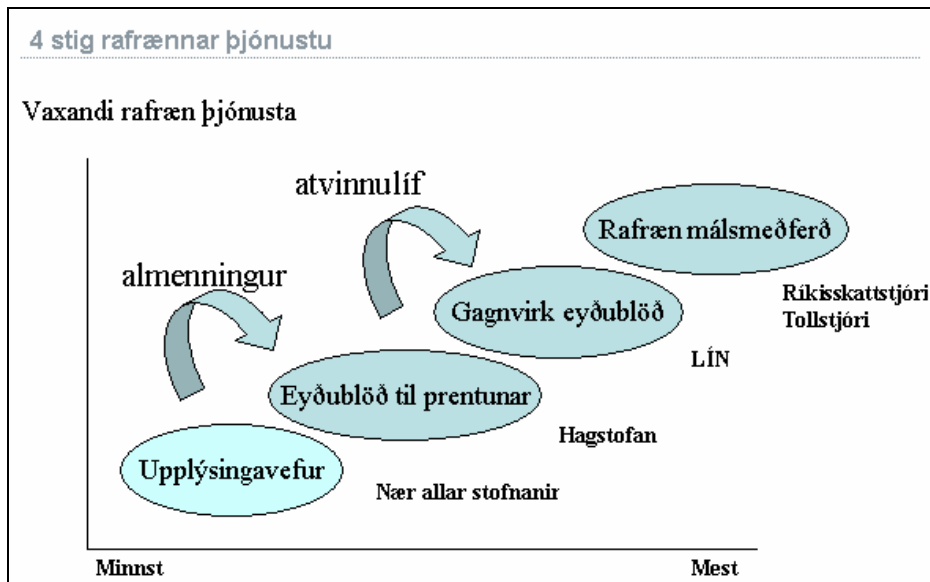 4 stig rafrænnar þjónustu
Vaxandi rafræn þjónusta
atvinnulíf
Rafræn málsmeðferð
almenningur
Ríkisskattstjóri
Tollstjóri
Gagnvirk eyðublöð
LÍN
Eyðublöð til prentunar
Hagstofan
Upplýsingavefur
Nær allar stofnanir
Minnst
Mest